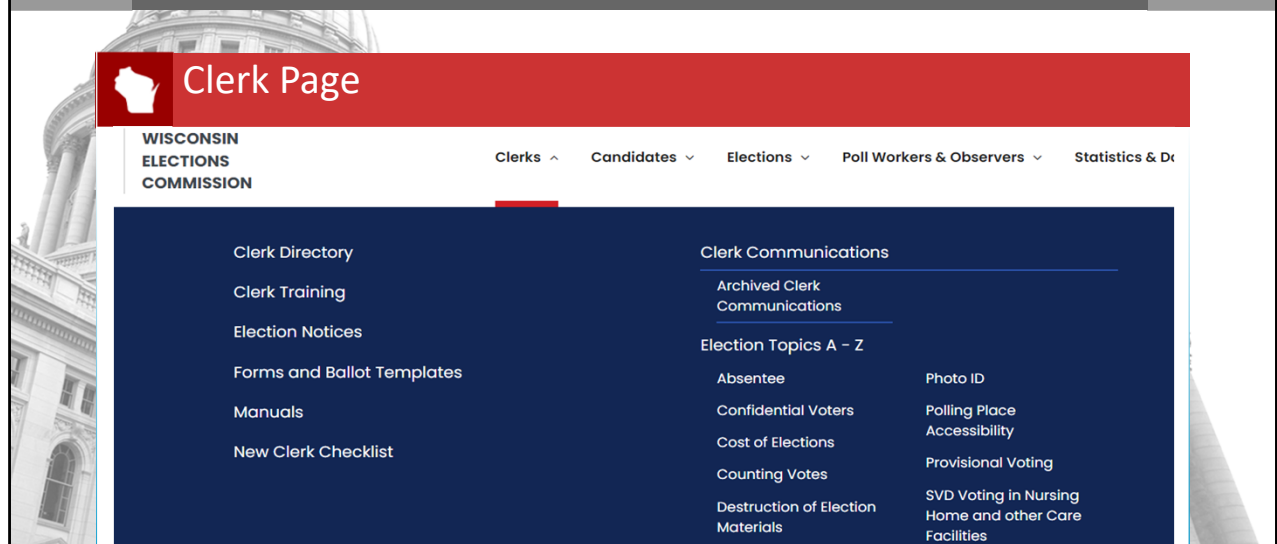 Clerk Page
WISCONSIN
ELECTIONS
COMMISSION
Clerks
Candidates
Elections
Poll Workers & Observers
Statistics &
Clerk Directory
Clerk Training
Election Notices
Forms and Ballot Templates
Manuals
New Clerk Checklist
Clerk Communications
Archived Clerk
Communications
Election Topics A - Z
Absentee
Confidential Voters
Cost of Elections
Counting Votes
Destruction of Election
Materials
Photo ID
Polling Place
Accessibility
Provisional Voting
SVD Voting in Nursing
Home and other Care
Facilities